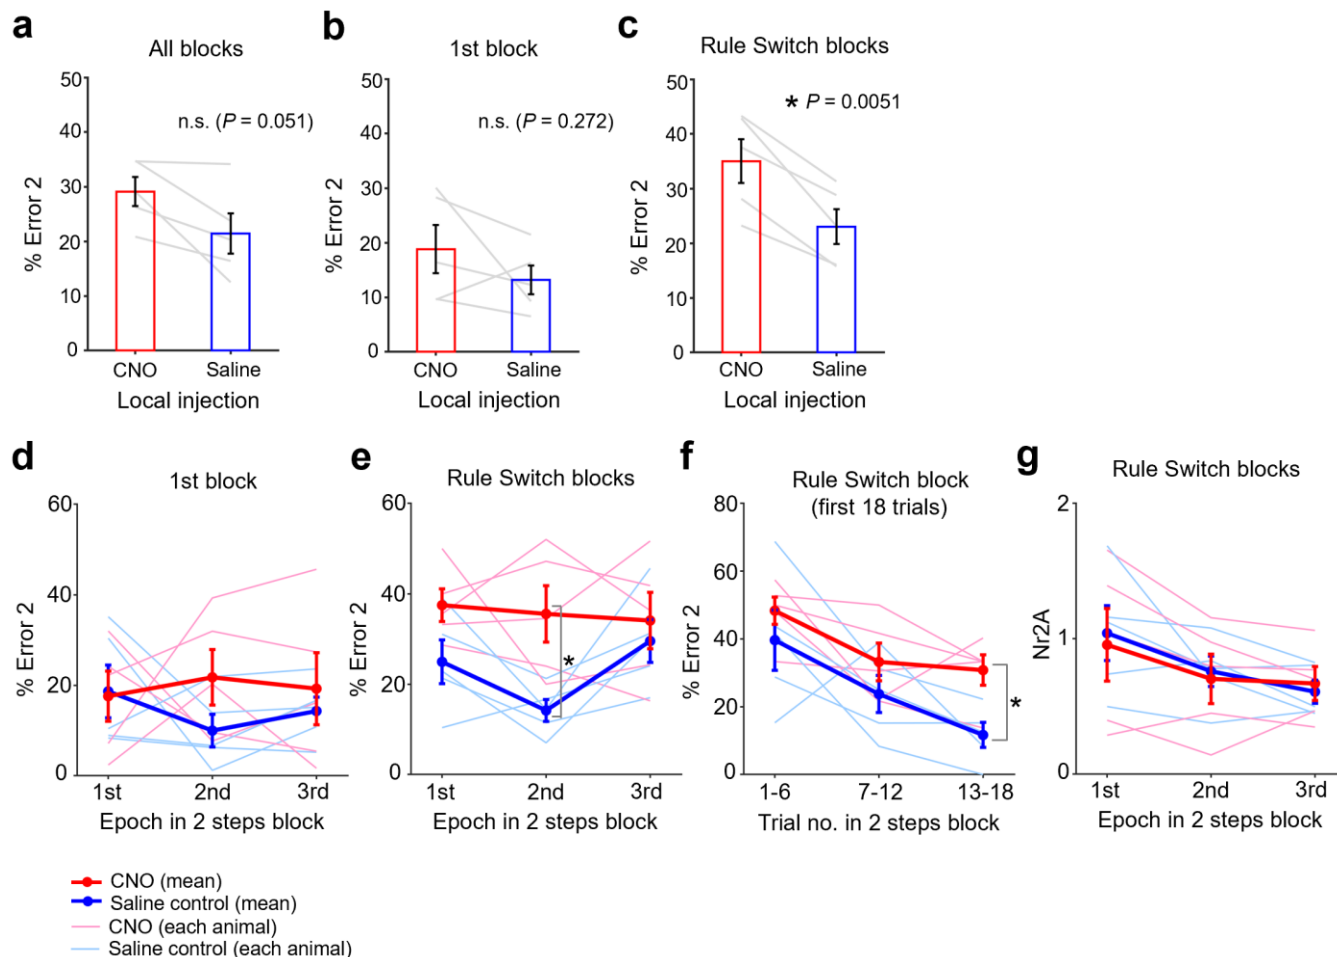 a
All blocks
50
40
30
20
10
0
% Error 2
n.s. (P = 0.051)
CNO
Saline
Local injection
b
1st block
50
40
30
20
10
0
% Error 2
n.s. (P = 0.272)
CNO
Saline
Local injection
c
Rule Switch blocks
50
40
30
20
10
0
% Error 2
* P = 0.0051
CNO
Saline
Local injection
d
1st block
60
40
20
0
% Error 2
1st
2nd
3rd
Epoch in 2 steps block
e
Rule Switch blocks
60
40
20
0
% Error 2
*
1st
2nd
3rd
Epoch in 2 steps block
f
Rule Switch block
(first 18 trials)
80
60
40
20
0
% Error 2
*
1-6
7-12
13-18
Trial no. in 2 steps block
g
Rule Switch blocks
2
1
0
Nr2A
1st
2nd
3rd
Epoch in 2 steps block
CNO (mean)
Saline control (mean)
CNO (each animal)
Saline control (each animal)